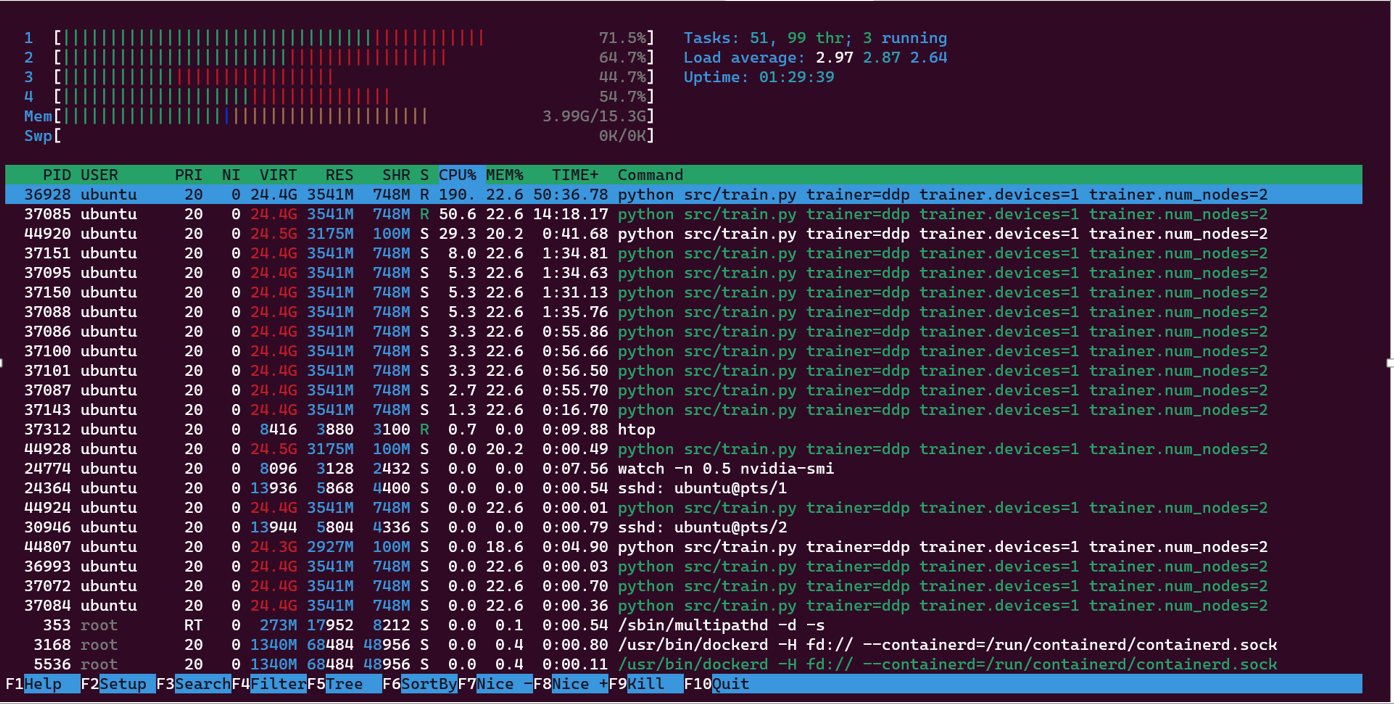 1 [|||||||||||||||||||||||||||||||||||||||||||||| 71.5%] Tasks: 51, 99 thr; 3 running
2 [|||||||||||||||||||||||||||||||||||||||||| 64.7%] Load average: 2.97 2.87 2.64
3 [||||||||||||||||||||||||||||| 44.7%] Uptime: 01:29:39
4 [||||||||||||||||||||||||||||||||||| 54.7%]
Mem[||||||||||||||||||||||||||||||||||||||| 3.99G/15.3G]
Swp[ 0K/0K]
PID USER PRI NI VIRT RES SHR S CPU% MEM% TIME+ Command
36928 ubuntu 20 0 24.4G 3541M 748M R 190. 22.6 50:36.78 python src/train.py trainer=ddp trainer.devices=1 trainer.num_nodes=2
37085 ubuntu 20 0 24.4G 3541M 748M R 50.6 22.6 14:18.17 python src/train.py trainer=ddp trainer.devices=1 trainer.num_nodes=2
44920 ubuntu 20 0 24.5G 3175M 100M S 29.3 20.2 0:41.68 python src/train.py trainer=ddp trainer.devices=1 trainer.num_nodes=2
37151 ubuntu 20 0 24.4G 3541M 748M S 8.0 22.6 1:34.81 python src/train.py trainer=ddp trainer.devices=1 trainer.num_nodes=2
37095 ubuntu 20 0 24.4G 3541M 748M S 5.3 22.6 1:34.63 python src/train.py trainer=ddp trainer.devices=1 trainer.num_nodes=2
37150 ubuntu 20 0 24.4G 3541M 748M S 5.3 22.6 1:31.13 python src/train.py trainer=ddp trainer.devices=1 trainer.num_nodes=2
37088 ubuntu 20 0 24.4G 3541M 748M S 5.3 22.6 1:35.76 python src/train.py trainer=ddp trainer.devices=1 trainer.num_nodes=2
37086 ubuntu 20 0 24.4G 3541M 748M S 3.3 22.6 0:55.86 python src/train.py trainer=ddp trainer.devices=1 trainer.num_nodes=2
37100 ubuntu 20 0 24.4G 3541M 748M S 3.3 22.6 0:56.66 python src/train.py trainer=ddp trainer.devices=1 trainer.num_nodes=2
37101 ubuntu 20 0 24.4G 3541M 748M S 3.3 22.6 0:56.50 python src/train.py trainer=ddp trainer.devices=1 trainer.num_nodes=2
37087 ubuntu 20 0 24.4G 3541M 748M S 2.7 22.6 0:55.70 python src/train.py trainer=ddp trainer.devices=1 trainer.num_nodes=2
37143 ubuntu 20 0 24.4G 3541M 748M S 1.3 22.6 0:16.70 python src/train.py trainer=ddp trainer.devices=1 trainer.num_nodes=2
37312 ubuntu 20 0 8416 3880 3100 R 0.7 0.0 0:09.88 htop
44928 ubuntu 20 0 24.5G 3175M 100M S 0.0 20.2 0:00.49 python src/train.py trainer=ddp trainer.devices=1 trainer.num_nodes=2
24774 ubuntu 20 0 8096 3128 2432 S 0.0 0.0 0:07.56 watch -n 0.5 nvidia-smi
24364 ubuntu 20 0 13936 5868 4400 S 0.0 0.0 0:00.54 sshd: ubuntu@pts/1
44924 ubuntu 20 0 24.4G 3541M 748M S 0.0 22.6 0:00.01 python src/train.py trainer=ddp trainer.devices=1 trainer.num_nodes=2
30946 ubuntu 20 0 13944 5804 4336 S 0.0 0.0 0:00.79 sshd: ubuntu@pts/2
44807 ubuntu 20 0 24.3G 2927M 100M S 0.0 18.6 0:04.90 python src/train.py trainer=ddp trainer.devices=1 trainer.num_nodes=2
36993 ubuntu 20 0 24.4G 3541M 748M S 0.0 22.6 0:00.03 python src/train.py trainer=ddp trainer.devices=1 trainer.num_nodes=2
37072 ubuntu 20 0 24.4G 3541M 748M S 0.0 22.6 0:00.70 python src/train.py trainer=ddp trainer.devices=1 trainer.num_nodes=2
37084 ubuntu 20 0 24.4G 3541M 748M S 0.0 22.6 0:00.36 python src/train.py trainer=ddp trainer.devices=1 trainer.num_nodes=2
353 root RT 0 273M 17952 8212 S 0.0 0.1 0:00.54 /sbin/multipathd -d -s
3168 root 20 0 1340M 68484 48956 S 0.0 0.4 0:00.80 /usr/bin/dockerd -H fd:// --containerd=/run/containerd/containerd.sock
5536 root 20 0 1340M 68484 48956 S 0.0 0.4 0:00.11 /usr/bin/dockerd -H fd:// --containerd=/run/containerd/containerd.sock
F1Help F2Setup F3SearchF4FilterF5Tree F6SortByF7Nice -F8Nice +F9Kill F10Quit